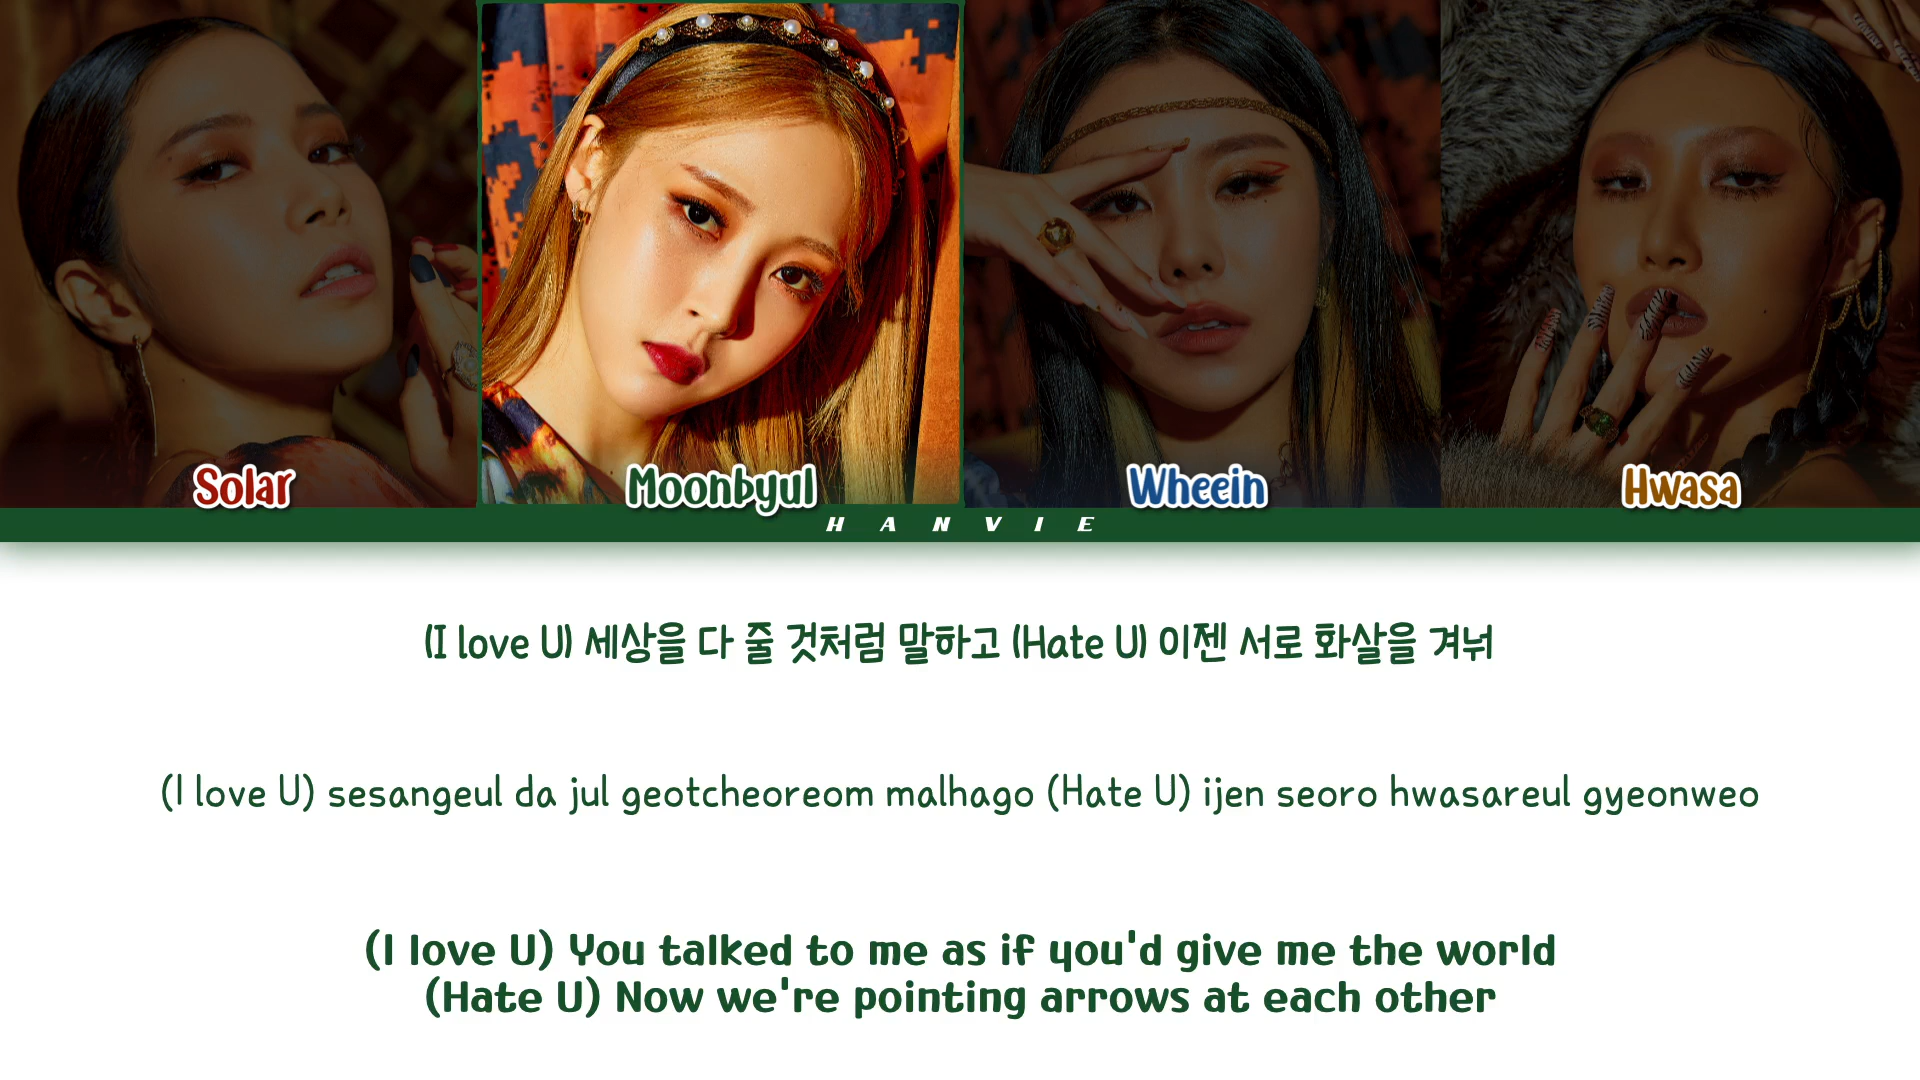 Solar
Moonbyul
Wheein
Hwasa
HANVIE
(I love U) 세상을 다 줄 것처럼 말하고 (Hate U) 이젠 서로 화살을 겨눠
(I love U) sesangeul da jul geotcheoreom malhago (Hate U) ijen seoro hwasareul gyeonweo
(I love U) You talked to me as if you'd give me the world
(Hate U) Now we're pointing arrows at each other